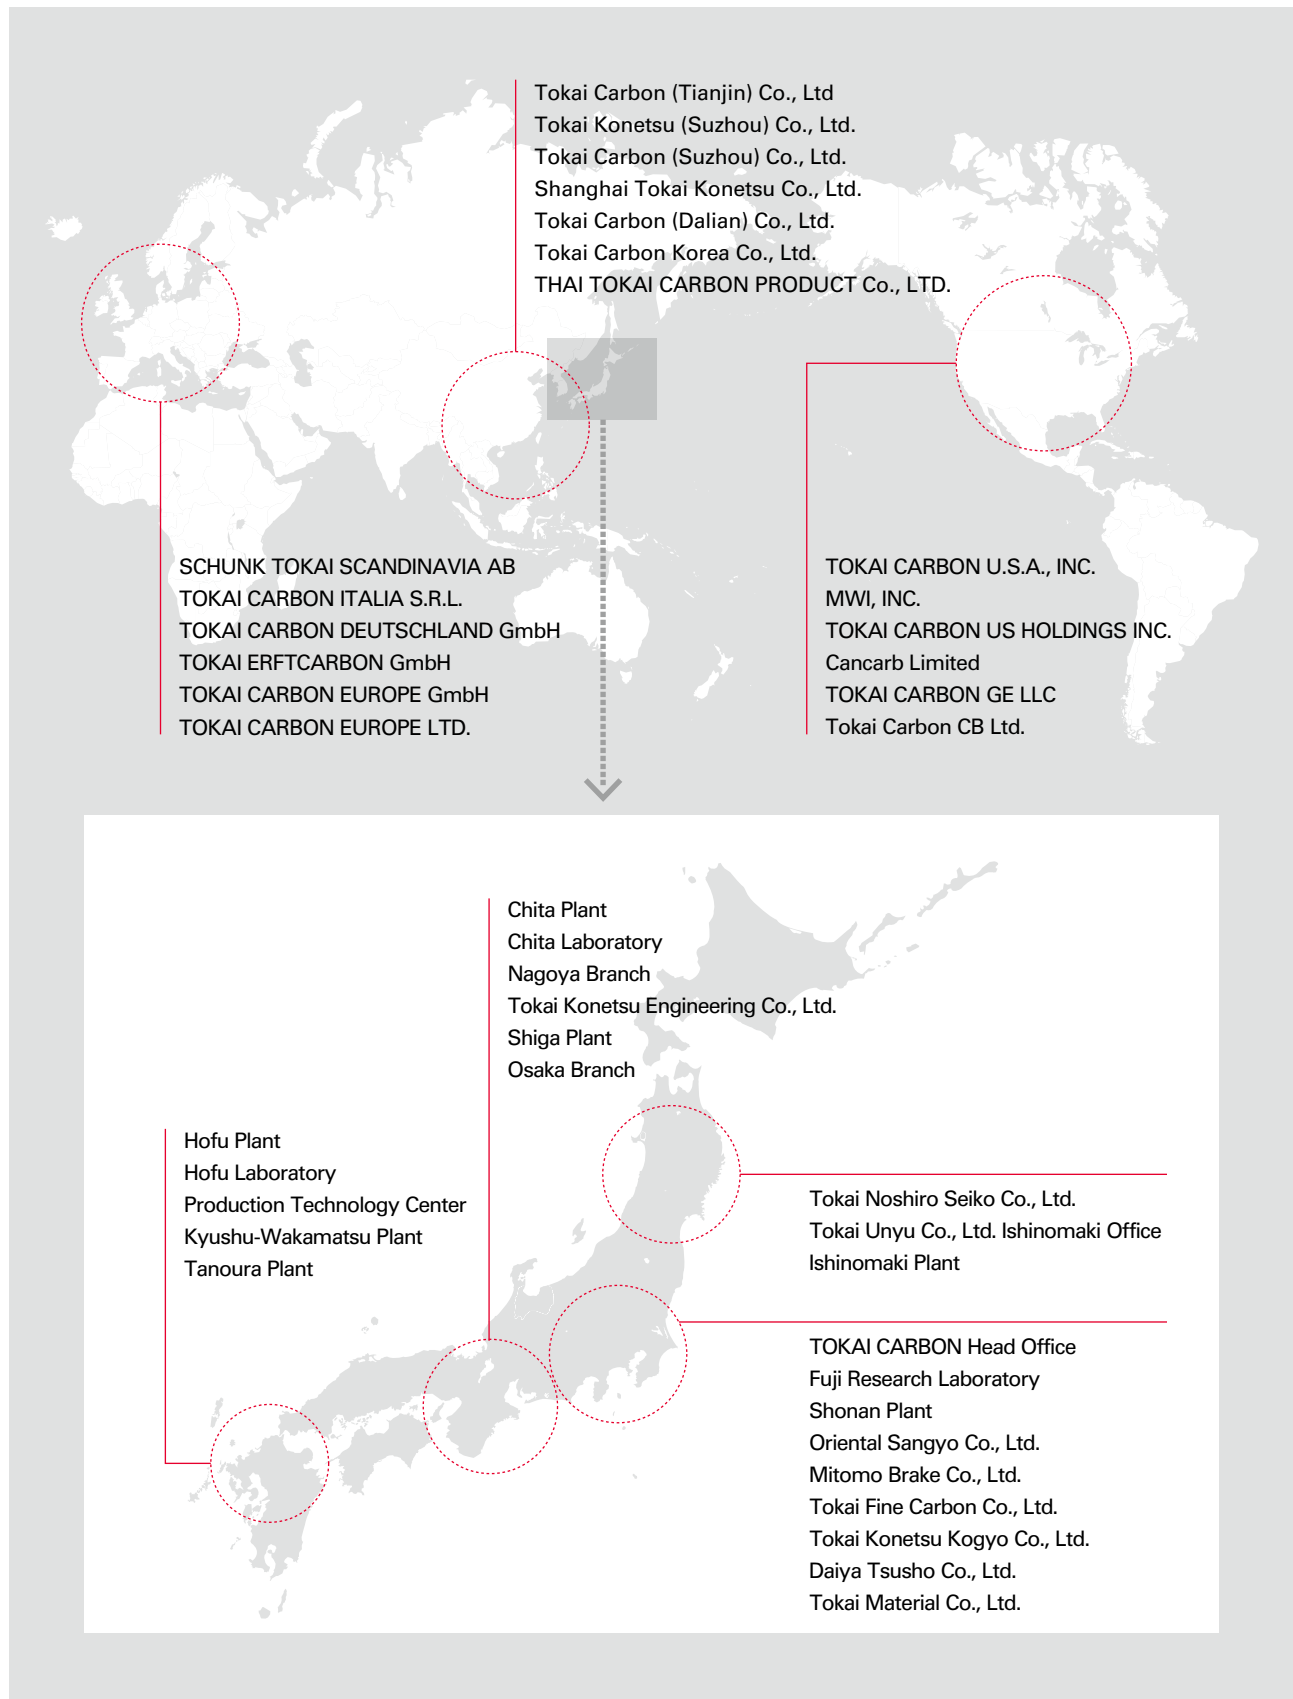 Tokai Carbon (Tianjin) Co., Ltd
Tokai Konetsu (Suzhou) Co., Ltd.
Tokai Carbon (Suzhou) Co., Ltd.
Shanghai Tokai Konetsu Co., Ltd.
Tokai Carbon (Dalian) Co., Ltd.
Tokai Carbon Korea Co., Ltd.
THAI TOKAI CARBON PRODUCT Co., LTD.
SCHUNK TOKAI SCANDINAVIA AB
TOKAI CARBON ITALIA S.R.L.
TOKAI CARBON DEUTSCHLAND GmbH
TOKAI ERFTCARBON GmbH
TOKAI CARBON EUROPE GmbH
TOKAI CARBON EUROPE LTD.
TOKAI CARBON U.S.A., INC.
MWI, INC.
TOKAI CARBON US HOLDINGS INC.
Cancarb Limited
TOKAI CARBON GE LLC
Tokai Carbon CB Ltd.
Chita Plant
Chita Laboratory
Nagoya Branch
Tokai Konetsu Engineering Co., Ltd.
Shiga Plant
Osaka Branch
Hofu Plant
Hofu Laboratory
Production Technology Center
Kyushu-Wakamatsu Plant
Tanoura Plant
Tokai Noshiro Seiko Co., Ltd.
Tokai Unyu Co., Ltd. Ishinomaki Office
Ishinomaki Plant
TOKAI CARBON Head Office
Fuji Research Laboratory
Shonan Plant
Oriental Sangyo Co., Ltd.
Mitomo Brake Co., Ltd.
Tokai Fine Carbon Co., Ltd.
Tokai Konetsu Kogyo Co., Ltd.
Daiya Tsusho Co., Ltd.
Tokai Material Co., Ltd.